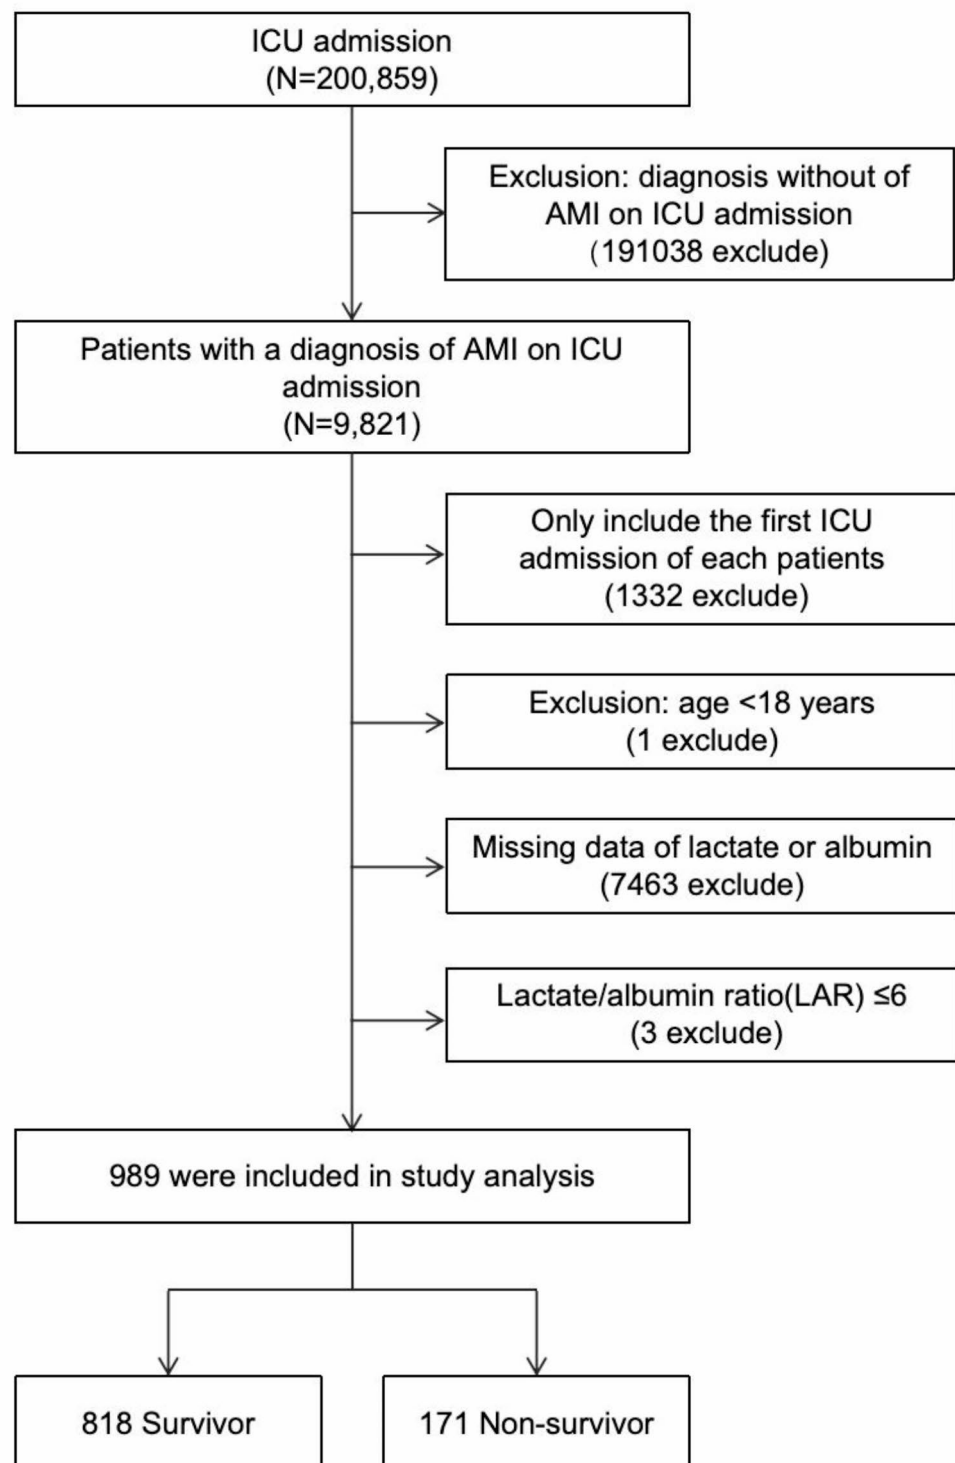 ICU admission
(N=200,859)
Exclusion: diagnosis without of
AMI on ICU admission
(191038 exclude)
Patients with a diagnosis of AMI on ICU
admission
(N=9,821)
Only include the first ICU
admission of each patients
(1332 exclude)
Exclusion: age <18 years
(1 exclude)
Missing data of lactate or albumin
(7463 exclude)
Lactate/albumin ratio(LAR) ≤6
(3 exclude)
989 were included in study analysis
818 Survivor
171 Non-survivor